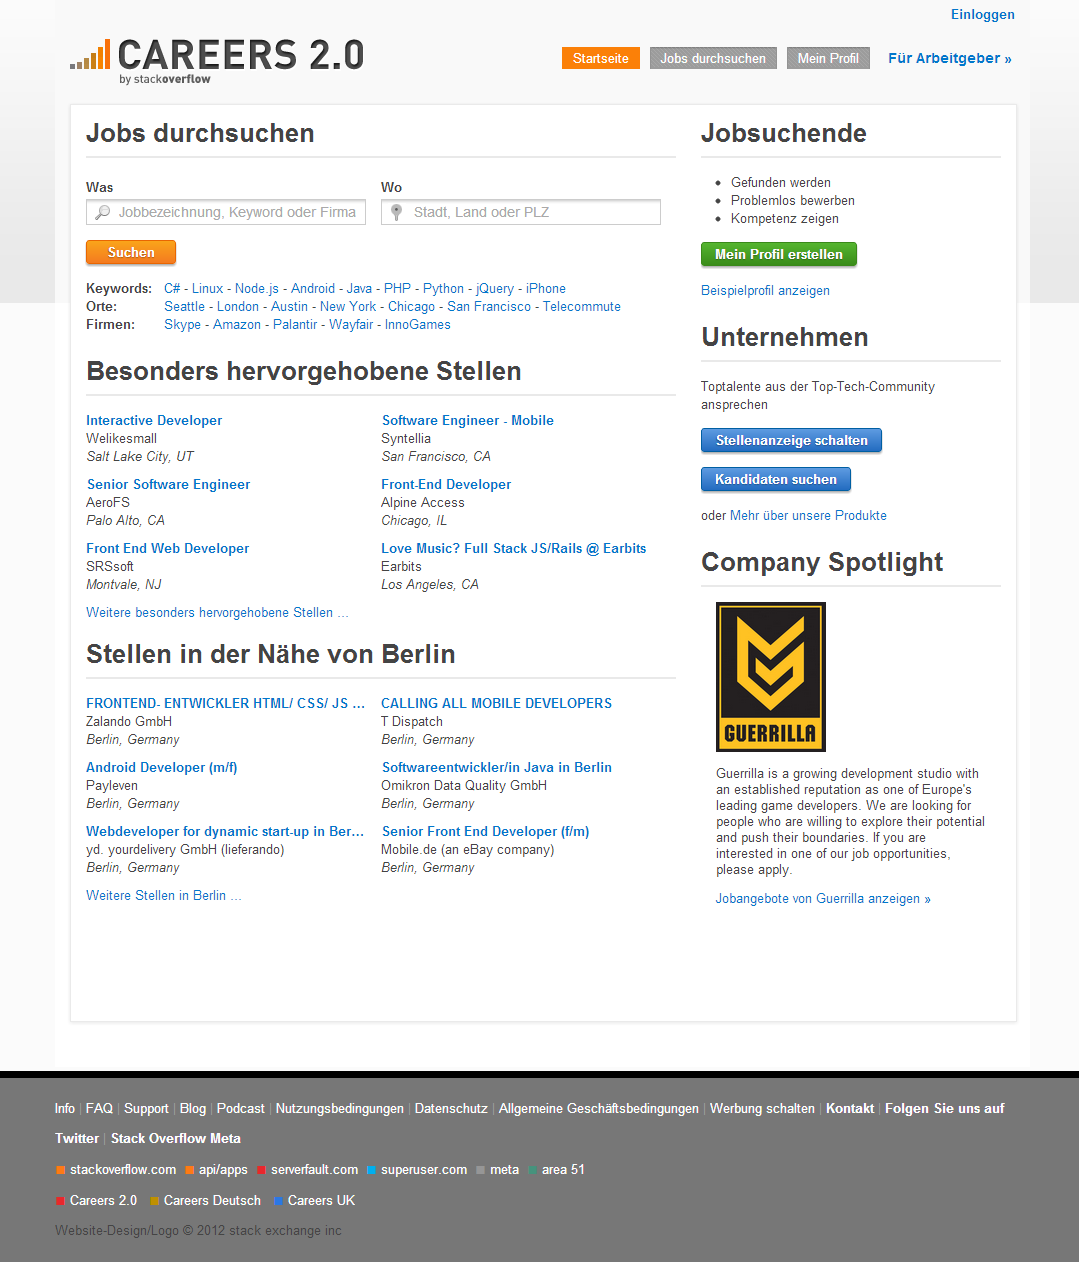 Einloggen
CAREERS 2.0
by stackoverflow
Startseite
Jobs durchsuchen
Mein Profil
Für Arbeitgeber »
Jobs durchsuchen
Was
Wo
Jobbezeichnung, Keyword oder Firma
Stadt, Land oder PLZ
Suchen
Keywords: C# - Linux - Node.js - Android - Java - PHP - Python - jQuery - iPhone
Orte: Seattle - London - Austin - New York - Chicago - San Francisco - Telecommute
Firmen: Skype - Amazon - Palantir - Wayfair - InnoGames
Besonders hervorgehobene Stellen
Interactive Developer
Welikesmall
Salt Lake City, UT
Software Engineer - Mobile
Syntellia
San Francisco, CA
Senior Software Engineer
AeroFS
Palo Alto, CA
Front-End Developer
Alpine Access
Chicago, IL
Front End Web Developer
SRSsoft
Montvale, NJ
Love Music? Full Stack JS/Rails @ Earbits
Earbits
Los Angeles, CA
Weitere besonders hervorgehobene Stellen ...
Stellen in der Nähe von Berlin
FRONTEND- ENTWICKLER HTML/ CSS/ JS ...
Zalando GmbH
Berlin, Germany
CALLING ALL MOBILE DEVELOPERS
T Dispatch
Berlin, Germany
Android Developer (m/f)
Payleven
Berlin, Germany
Softwareentwickler/in Java in Berlin
Omikron Data Quality GmbH
Berlin, Germany
Webdeveloper for dynamic start-up in Ber...
yd. yourdelivery GmbH (lieferando)
Berlin, Germany
Senior Front End Developer (f/m)
Mobile.de (an eBay company)
Berlin, Germany
Weitere Stellen in Berlin ...
Jobsuchende
• Gefunden werden
• Problemlos bewerben
• Kompetenz zeigen
Mein Profil erstellen
Beispielprofil anzeigen
Unternehmen
Toptalente aus der Top-Tech-Community
ansprechen
Stellenanzeige schalten
Kandidaten suchen
oder Mehr über unsere Produkte
Company Spotlight
GUERRILLA
Guerrilla is a growing development studio with
an established reputation as one of Europe's
leading game developers. We are looking for
people who are willing to explore their potential
and push their boundaries. If you are
interested in one of our job opportunities,
please apply.
Jobangebote von Guerrilla anzeigen »
Info | FAQ | Support | Blog | Podcast | Nutzungsbedingungen | Datenschutz | Allgemeine Geschäftsbedingungen | Werbung schalten | Kontakt | Folgen Sie uns auf
Twitter | Stack Overflow Meta
stackoverflow.com api/apps serverfault.com superuser.com meta area 51
Careers 2.0 Careers Deutsch Careers UK
Website-Design/Logo © 2012 stack exchange inc